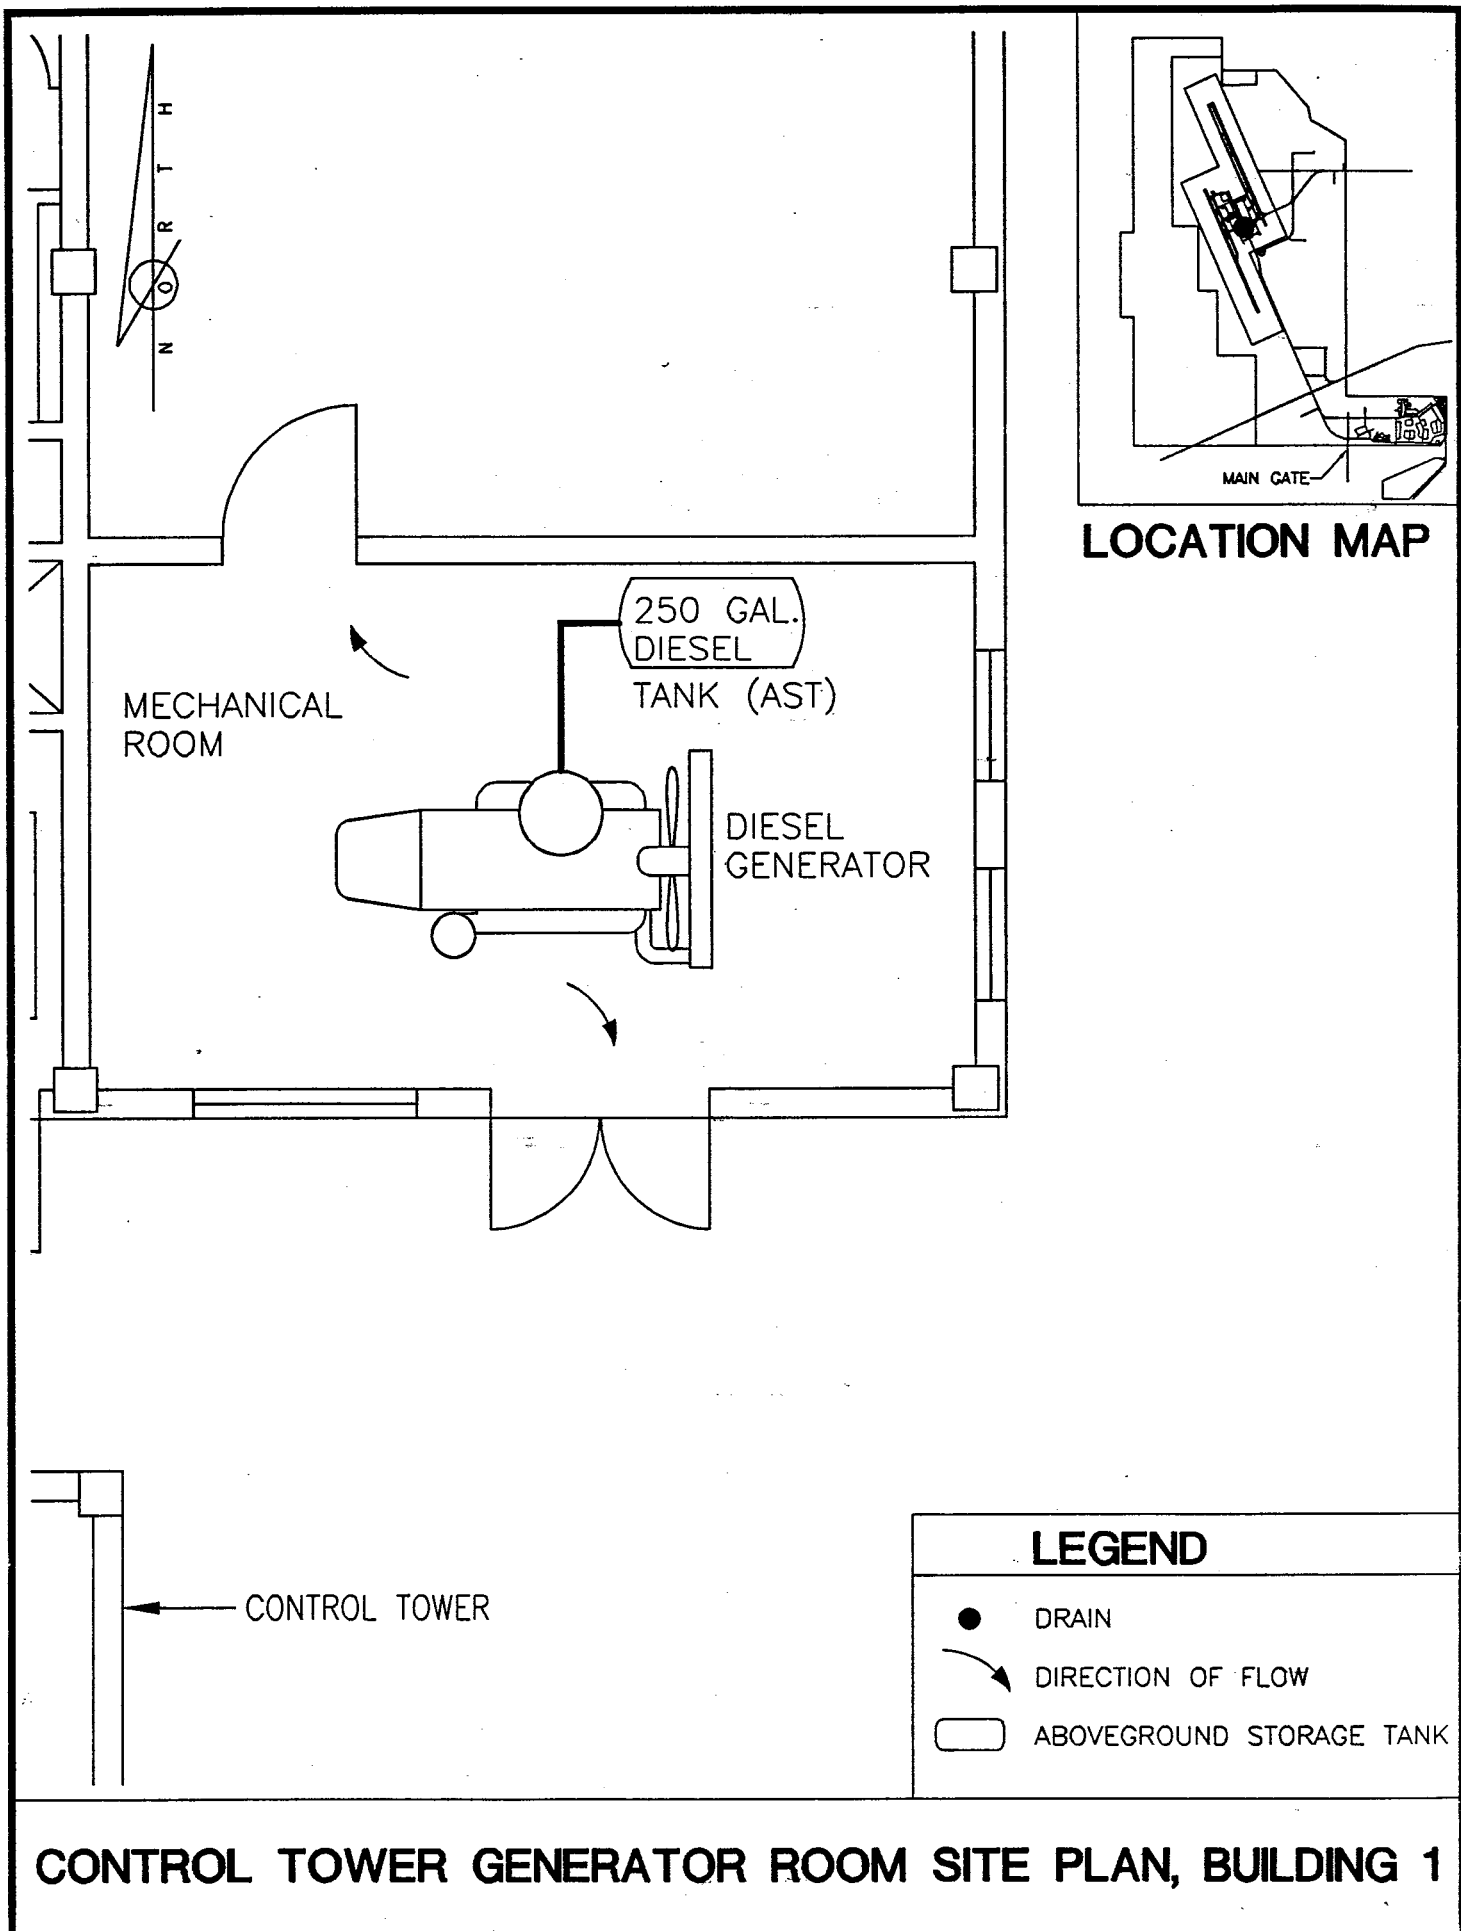 NORTH
MAIN GATE
LOCATION MAP
250 GAL.
DIESEL
TANK (AST)
MECHANICAL
ROOM
DIESEL
GENERATOR
CONTROL TOWER
LEGEND
DRAIN
DIRECTION OF FLOW
ABOVEGROUND STORAGE TANK
CONTROL TOWER GENERATOR ROOM SITE PLAN, BUILDING 1